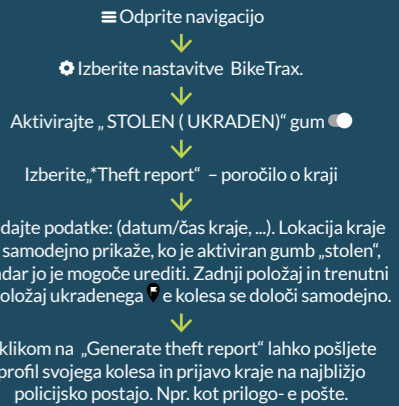 Odprite navigacijo
Izberite nastavitve BikeTrax.
Aktivirajte „ STOLEN ( UKRADEN)“ gum
Izberite„*Theft report“ – poročilo o kraji
dajte podatke: (datum/čas kraje, ...). Lokacija kraje
samodejno prikaže, ko je aktiviran gumb „stolen“,
dar jo je mogoče urediti. Zadnji položaj in trenutni
oložaj ukradenega e kolesa se določi samodejno.
klikom na „Generate theft report“ lahko pošljete
profil svojega kolesa in prijavo kraje na najbližjo
policijsko postajo. Npr. kot prilogo- e pošte.